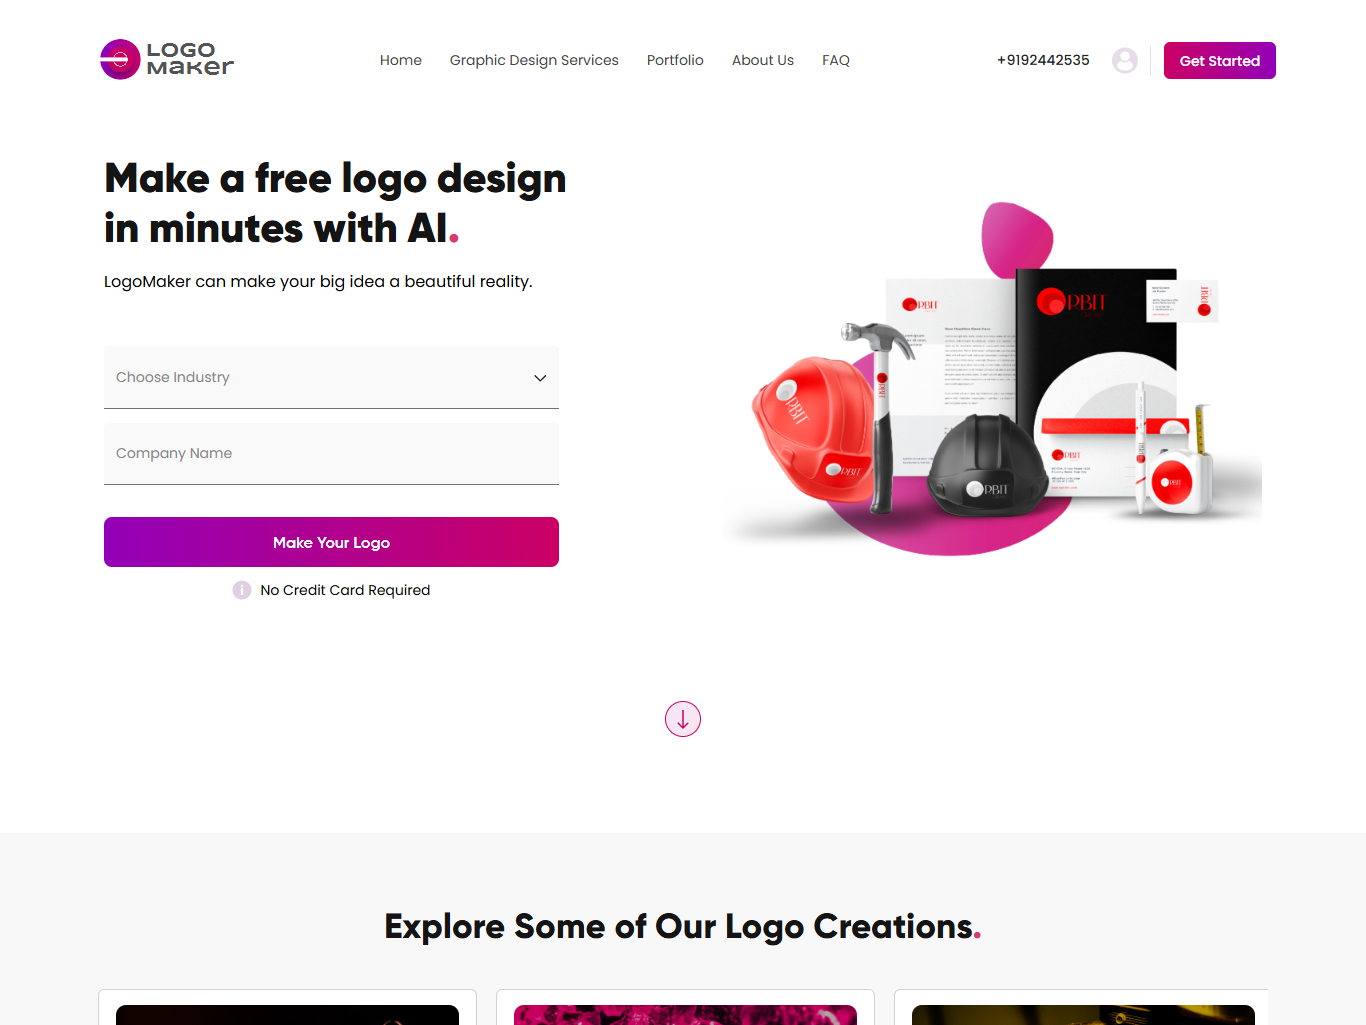 LOGO
MaKer
Home
Graphic Design Services
Portfolio
About Us
FAQ
+9192442535
Get Started
Make a free logo design
in minutes with AI.
LogoMaker can make your big idea a beautiful reality.
Choose Industry
Company Name
Make Your Logo
i No Credit Card Required
Explore Some of Our Logo Creations.